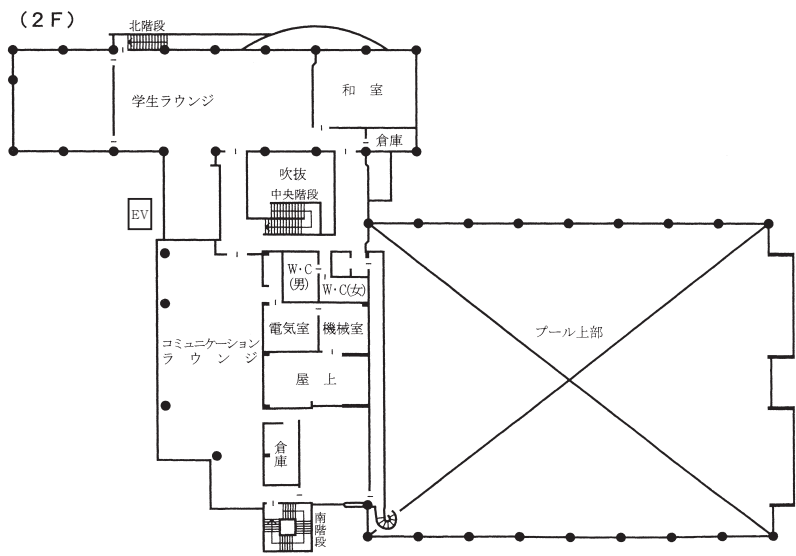 （2F）
北階段
学生ラウンジ
和室
倉庫
吹抜
中央階段
EV
W・C
(男)
W・C(女)
電気室
機械室
コミュニケーション
ラウンジ
屋上
プール上部
倉庫
南階段